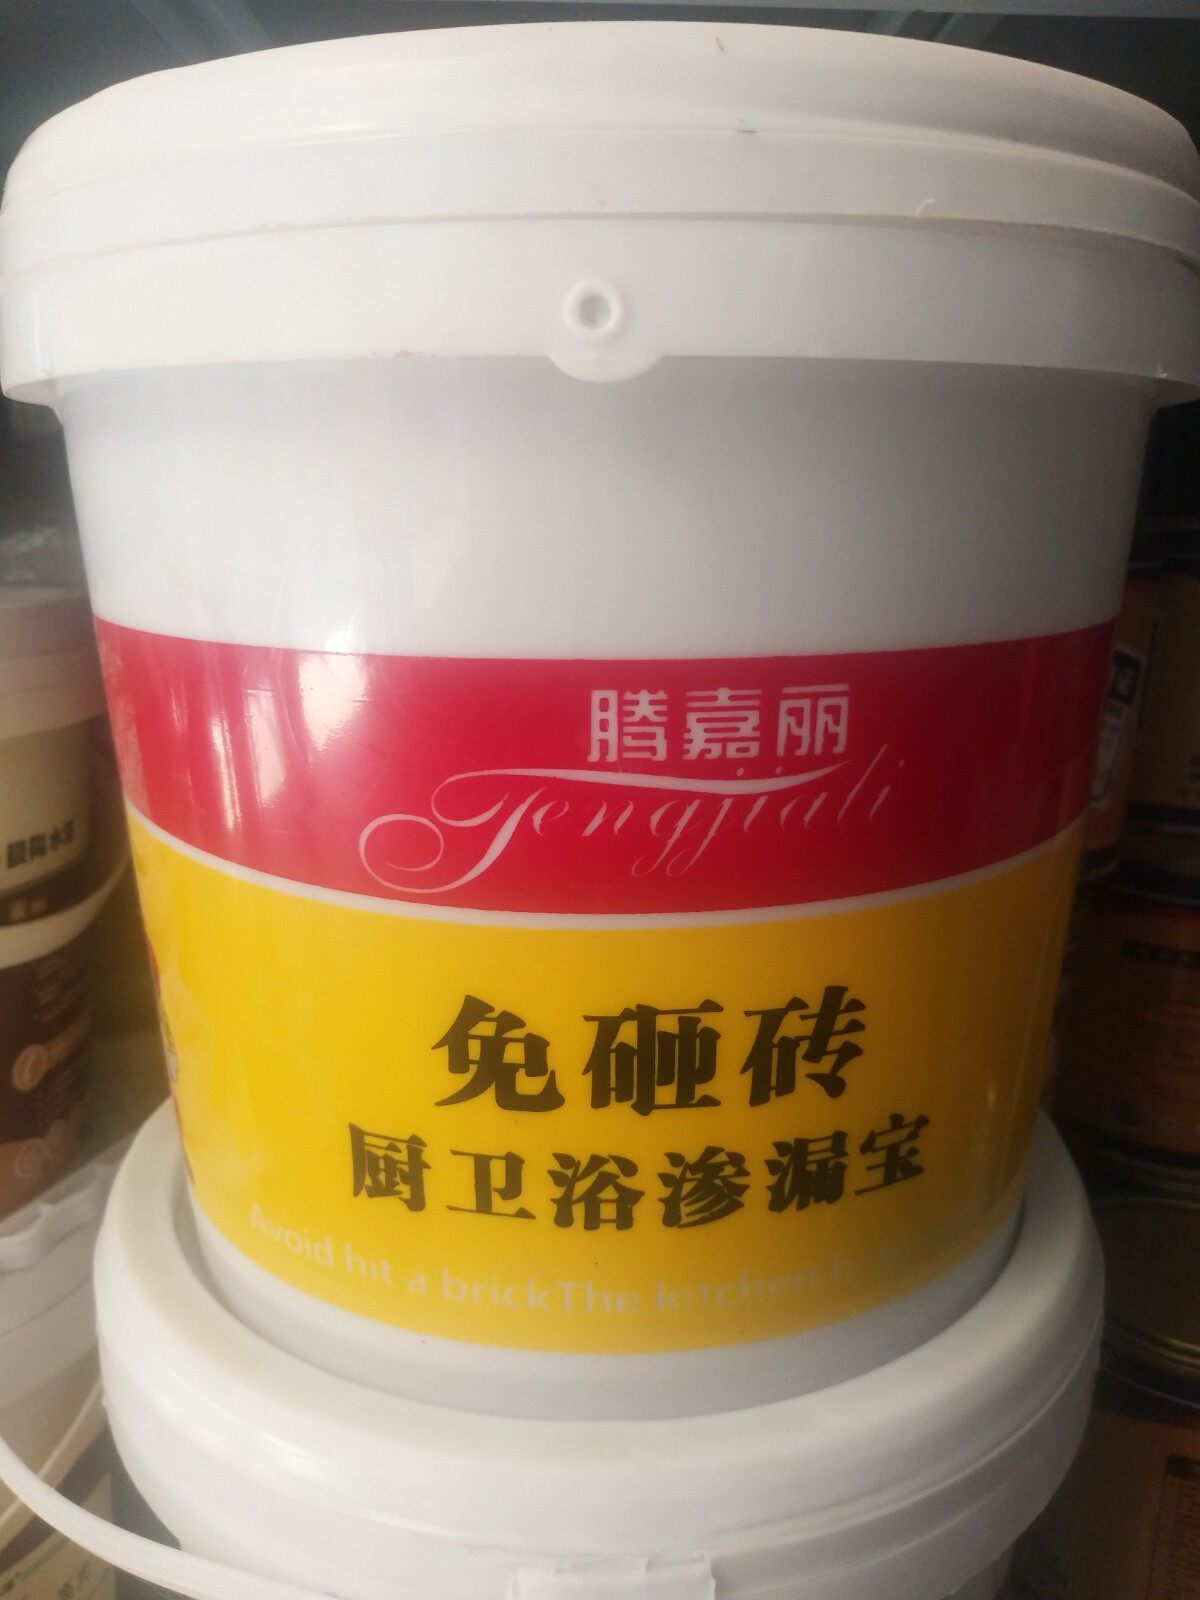 腾嘉丽
Tengjiali
免砸砖
厨卫浴渗漏宝
Avoid hit a brickThe kitchen